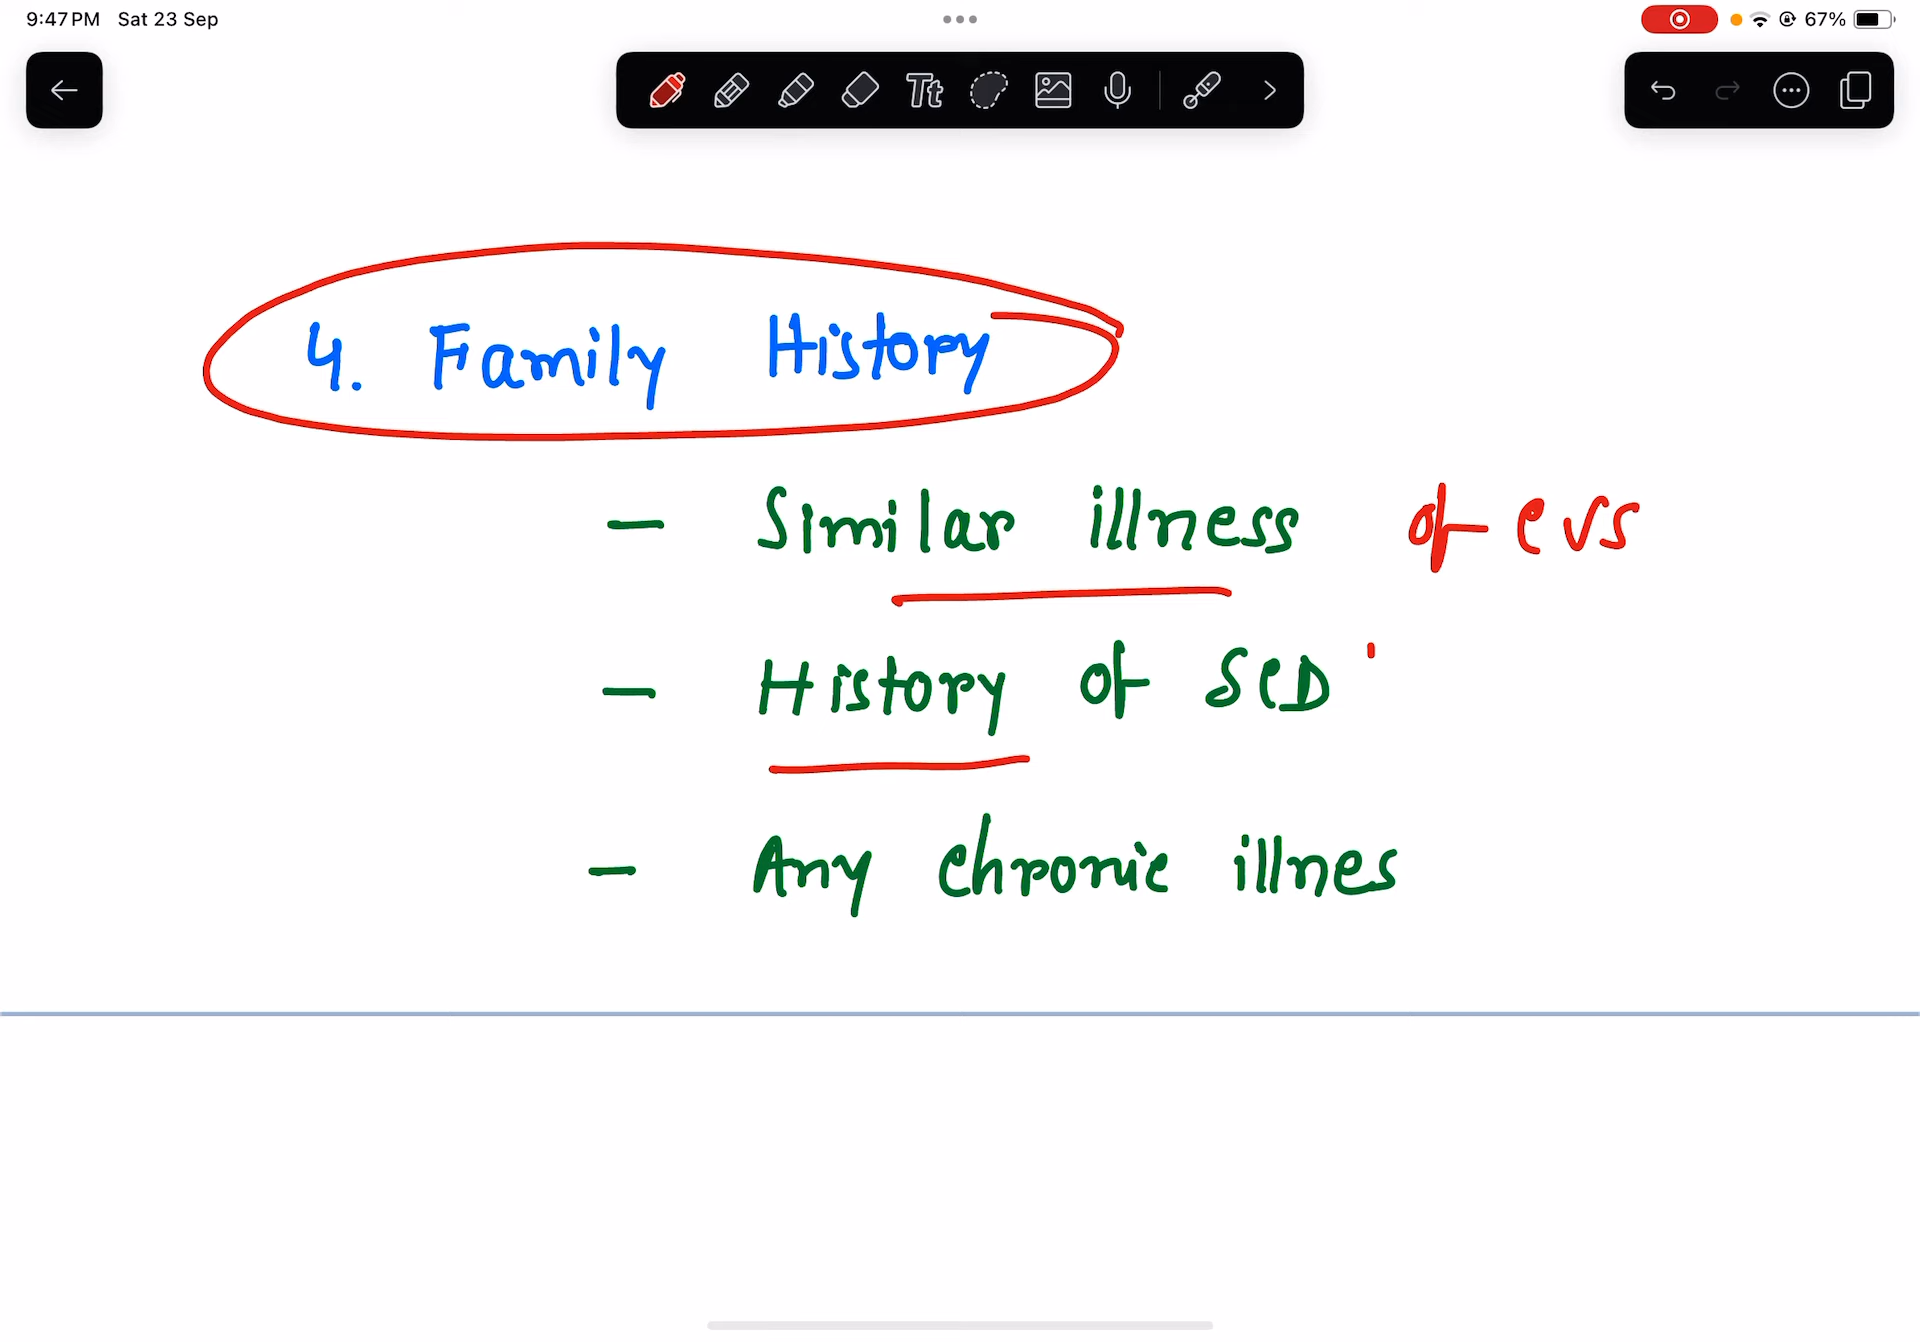 9:47 PM Sat 23 Sep
67%
Tt
4. Family History
- Similar illness of CVS
- History of SCD
- Any chronic illnes